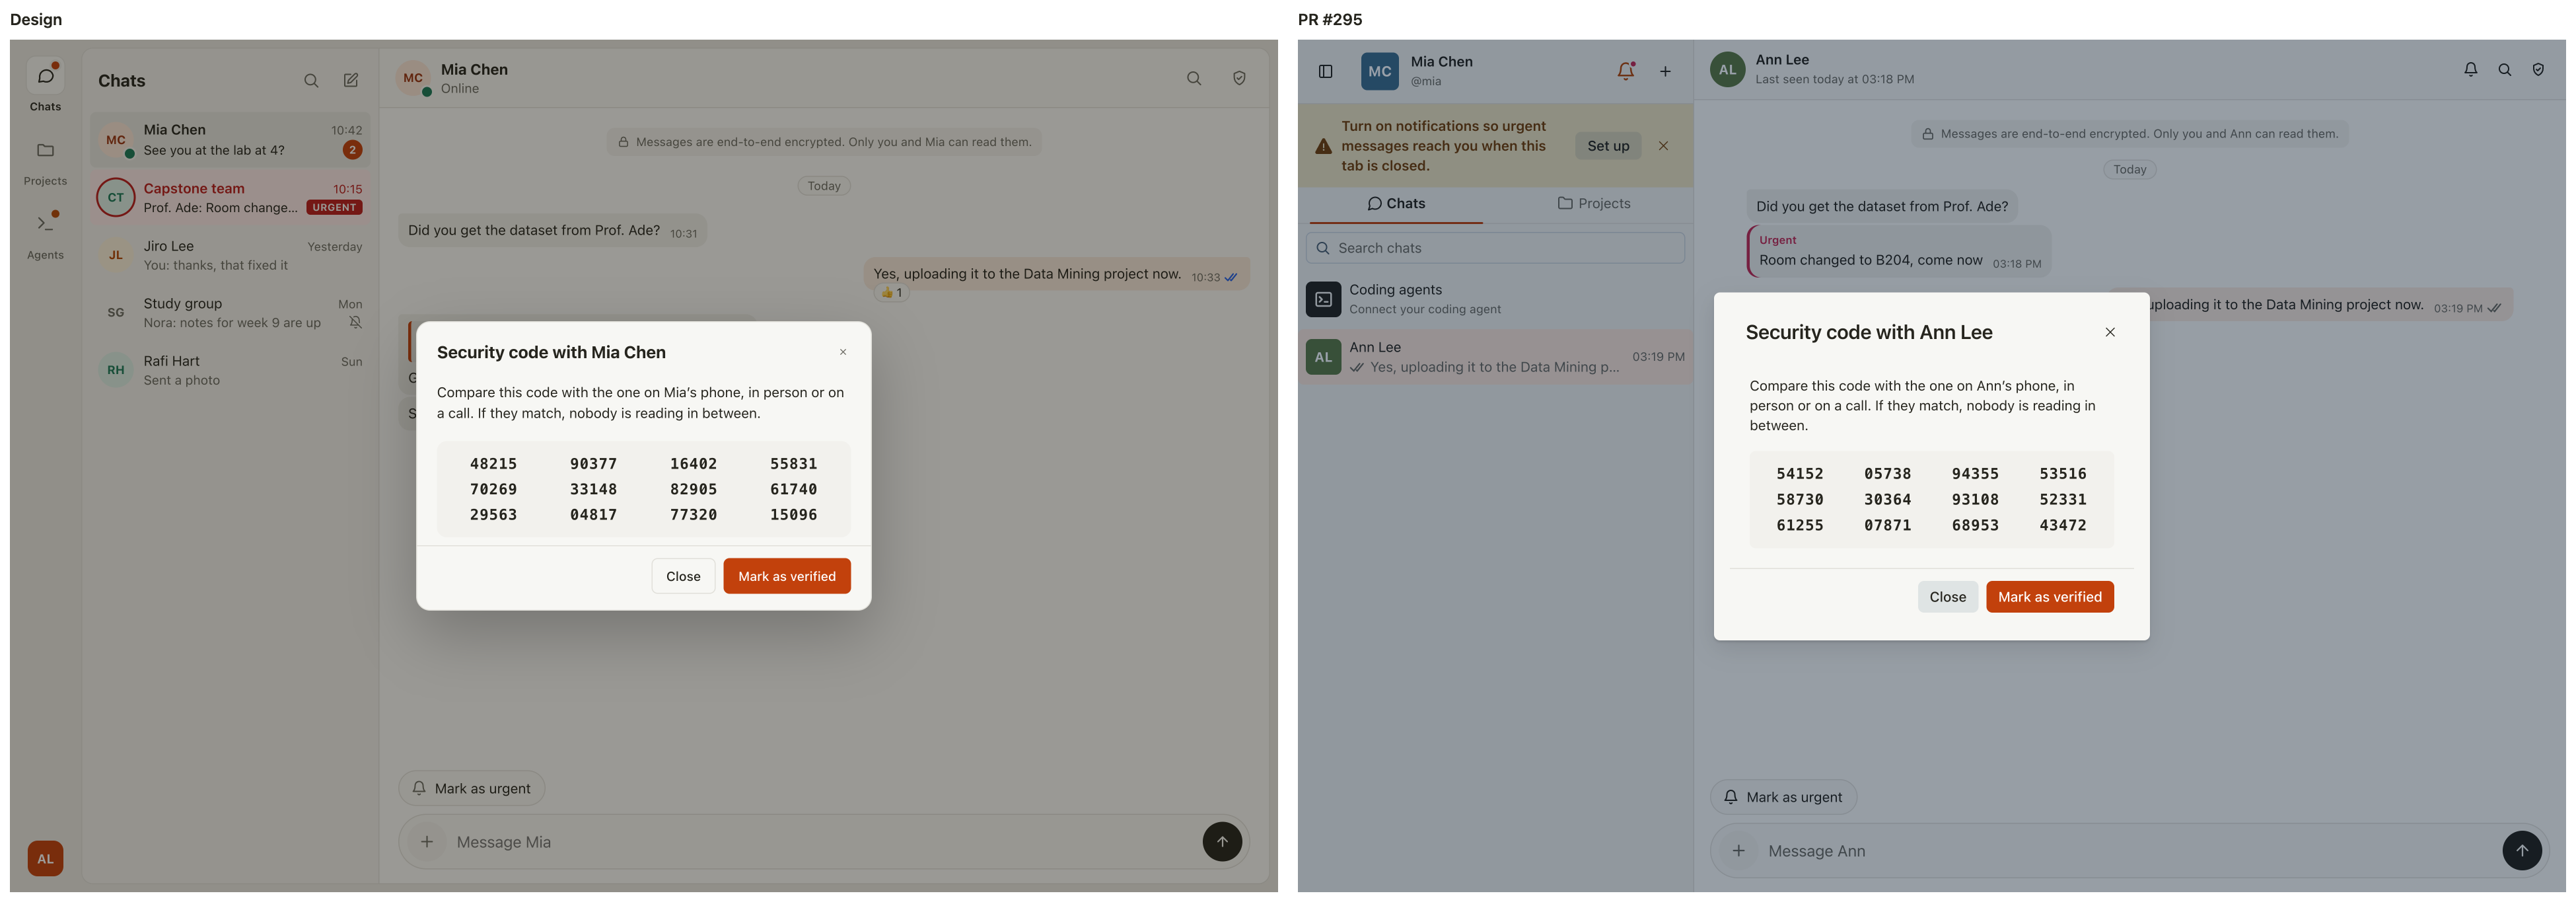 Design
Chats
Projects
Agents
AL
Chats
MC
Mia Chen
10:42
See you at the lab at 4?
2
CT
Capstone team
10:15
Prof. Ade: Room change...
URGENT
JL
Jiro Lee
Yesterday
You: thanks, that fixed it
SG
Study group
Mon
Nora: notes for week 9 are up
RH
Rafi Hart
Sun
Sent a photo
MC
Mia Chen
Online
Messages are end-to-end encrypted. Only you and Mia can read them.
Today
Did you get the dataset from Prof. Ade? 10:31
Yes, uploading it to the Data Mining project now. 10:33
👍 1
G
S
Security code with Mia Chen
×
Compare this code with the one on Mia’s phone, in person or on
a call. If they match, nobody is reading in between.
48215 90377 16402 55831
70269 33148 82905 61740
29563 04817 77320 15096
Close
Mark as verified
Mark as urgent
Message Mia
PR #295
MC
Mia Chen
@mia
Turn on notifications so urgent
messages reach you when this
tab is closed.
Set up
Chats
Projects
Search chats
Coding agents
Connect your coding agent
AL
Ann Lee
03:19 PM
Yes, uploading it to the Data Mining p...
AL
Ann Lee
Last seen today at 03:18 PM
Messages are end-to-end encrypted. Only you and Ann can read them.
Today
Did you get the dataset from Prof. Ade?
Urgent
Room changed to B204, come now 03:18 PM
uploading it to the Data Mining project now. 03:19 PM
Security code with Ann Lee
Compare this code with the one on Ann’s phone, in
person or on a call. If they match, nobody is reading in
between.
54152 05738 94355 53516
58730 30364 93108 52331
61255 07871 68953 43472
Close
Mark as verified
Mark as urgent
Message Ann